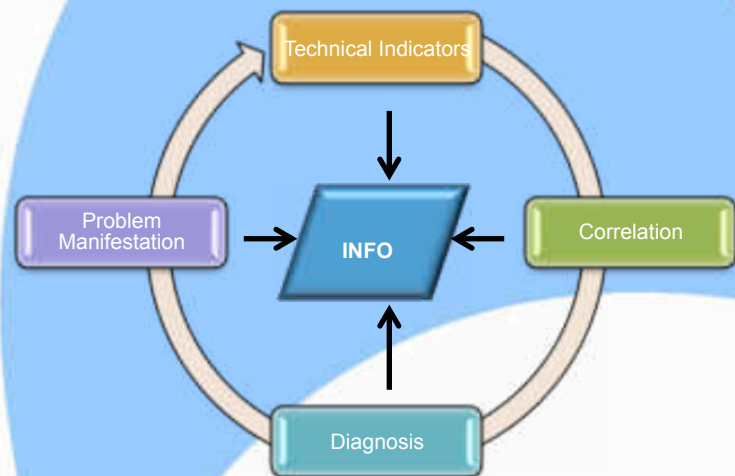 Technical Indicators
Problem
Manifestation
INFO
Correlation
Diagnosis